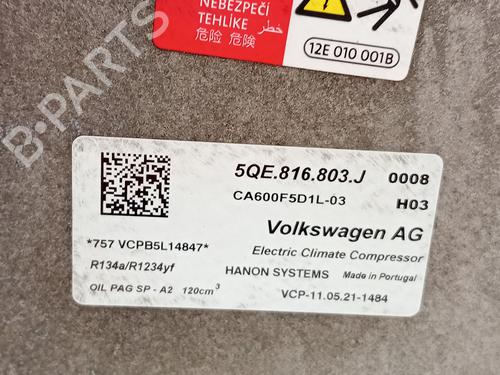 NEBEZPEČÍ
TEHLİKE خطر
危险 危険
12E 010 001B
B-PARTS
5QE.816.803.J 0008
CA600F5D1L-03 H03
*757 VCPB5L14847* Volkswagen AG
Electric Climate Compressor
R134a/R1234yf HANON SYSTEMS Made in Portugal
OIL PAG SP - A2 120cm³ VCP-11.05.21-1484